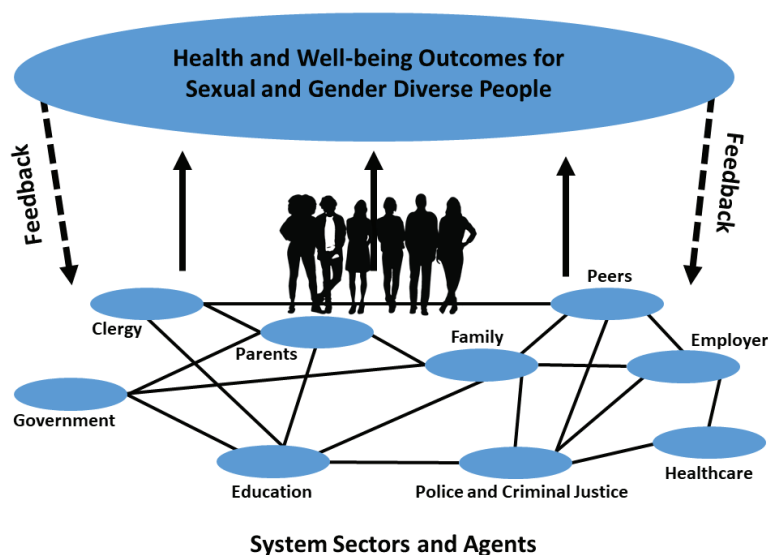 Health and Well-being Outcomes for
Sexual and Gender Diverse People
Feedback
Feedback
Peers
Clergy
Parents
Family
Employer
Government
Education
Police and Criminal Justice
Healthcare
System Sectors and Agents